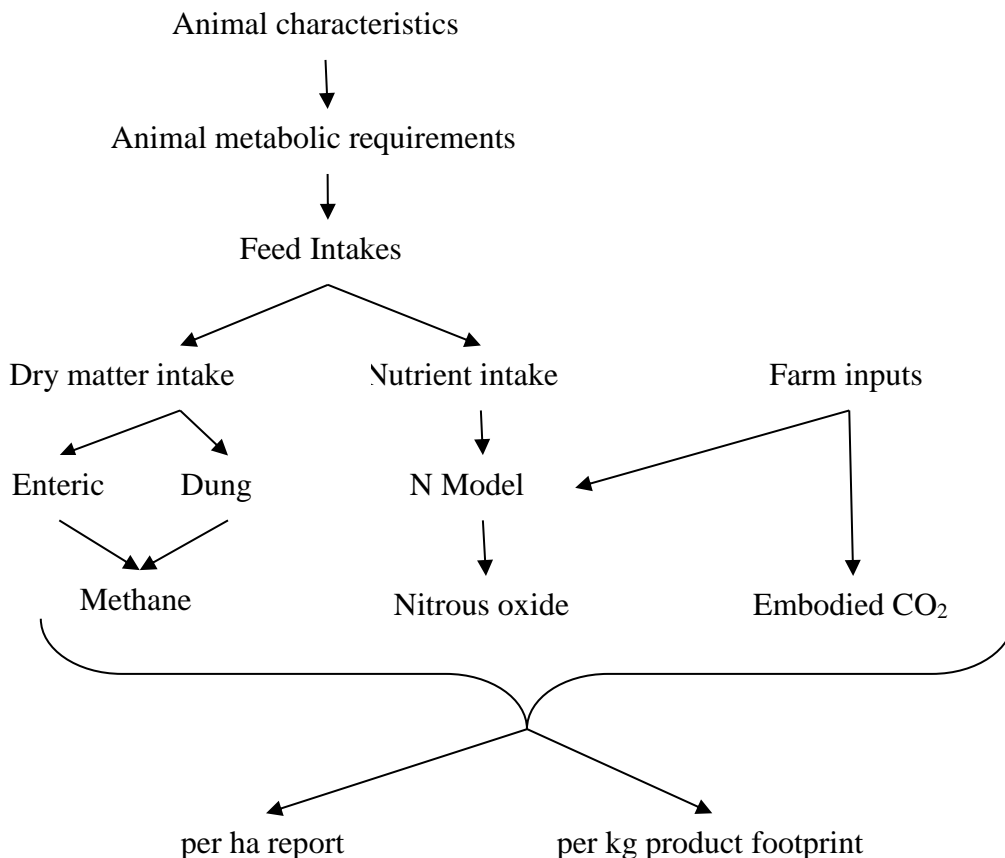 Animal characteristics
Animal metabolic requirements
Feed Intakes
Dry matter intake
Nutrient intake
Farm inputs
Enteric
Dung
N Model
Methane
Nitrous oxide
Embodied CO₂
per ha report
per kg product footprint